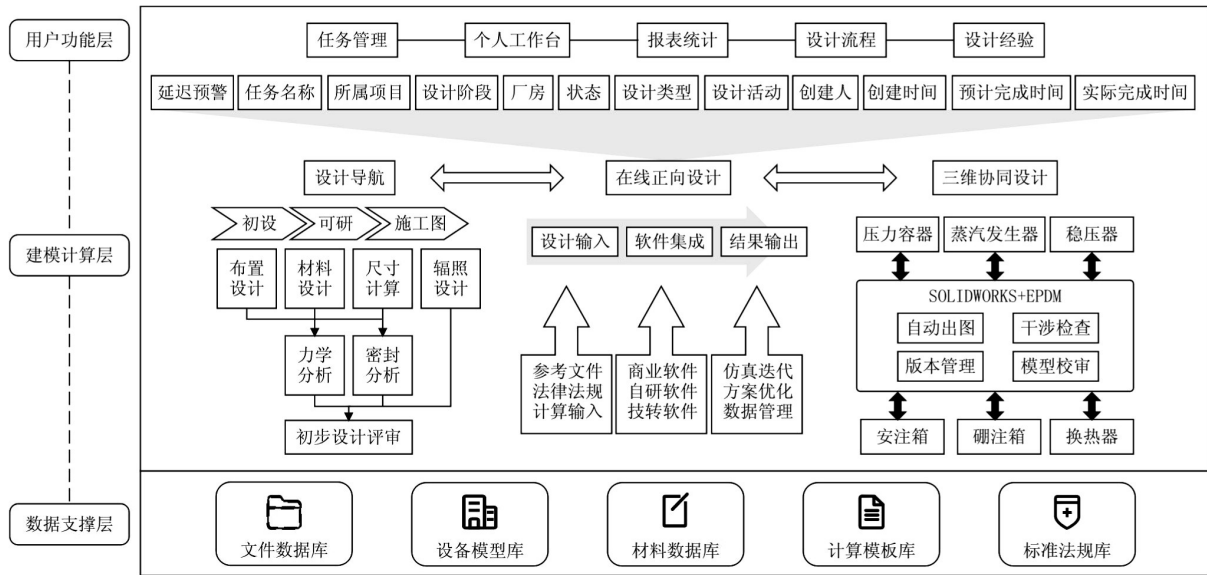 用户功能层
任务管理 个人工作台 报表统计 设计流程 设计经验
延迟预警 任务名称 所属项目 设计阶段 厂房 状态 设计类型 设计活动 创建人 创建时间 预计完成时间 实际完成时间
建模计算层
设计导航 在线正向设计 三维协同设计
初设 可研 施工图
布置
设计
材料
设计
尺寸
计算
辐照
设计
力学
分析
密封
分析
初步设计评审
设计输入 软件集成 结果输出
参考文件
法律法规
计算输入
商业软件
自研软件
技转软件
仿真迭代
方案优化
数据管理
压力容器 蒸汽发生器 稳压器
SOLIDWORKS+EPDM
自动出图 干涉检查
版本管理 模型校审
安注箱 硼注箱 换热器
数据支撑层
文件数据库 设备模型库 材料数据库 计算模板库 标准法规库